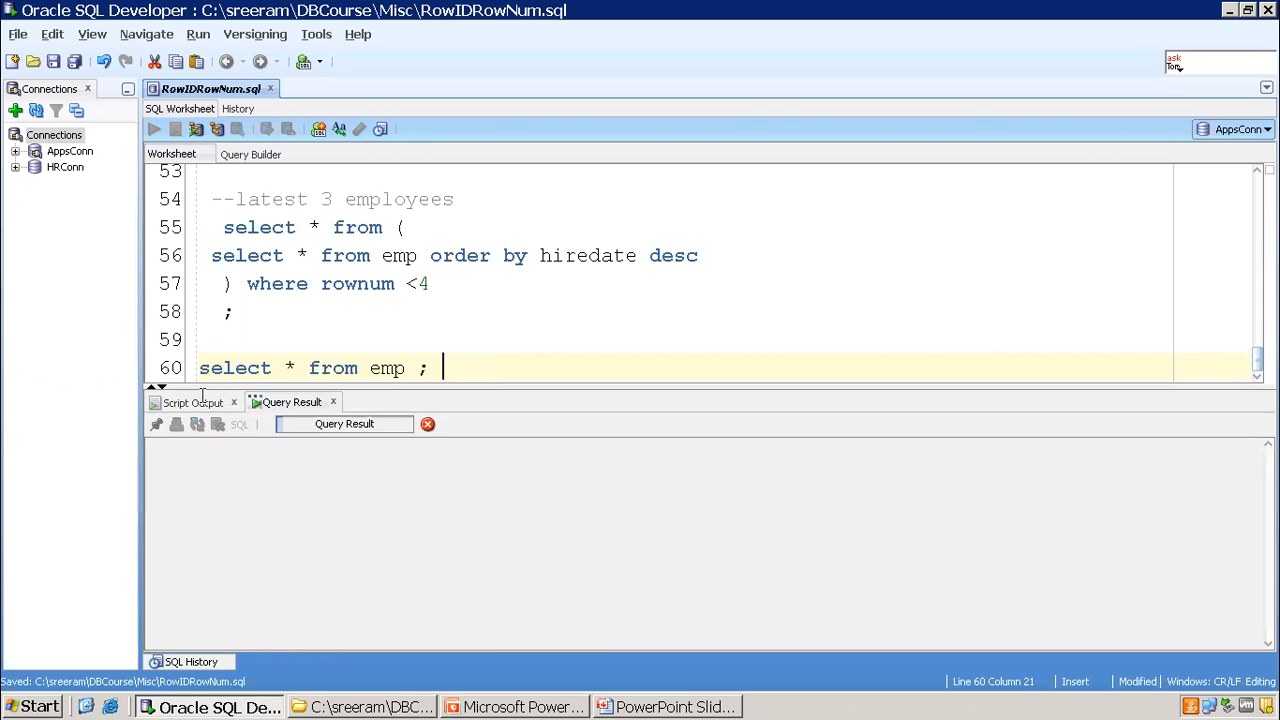 Oracle SQL Developer : C:\sreeram\DBCourse\Misc\RowIDRowNum.sql
File Edit View Navigate Run Versioning Tools Help
ask
Tom
Connections
RowIDRowNum.sql
SQL Worksheet History
Connections
AppsConn
HRConn
AppsConn
Worksheet Query Builder
53
54 --latest 3 employees
55 select * from (
56 select * from emp order by hiredate desc
57 ) where rownum <4
58 ;
59
60 select * from emp ;
Script Output Query Result
SQL Query Result
SQL History
Saved: C:\sreeram\DBCourse\Misc\RowIDRowNum.sql Line 60 Column 21 Insert Modified Windows: CR/LF Editing
Start Oracle SQL De... C:\sreeram\DBC... Microsoft Power... PowerPoint Slid...